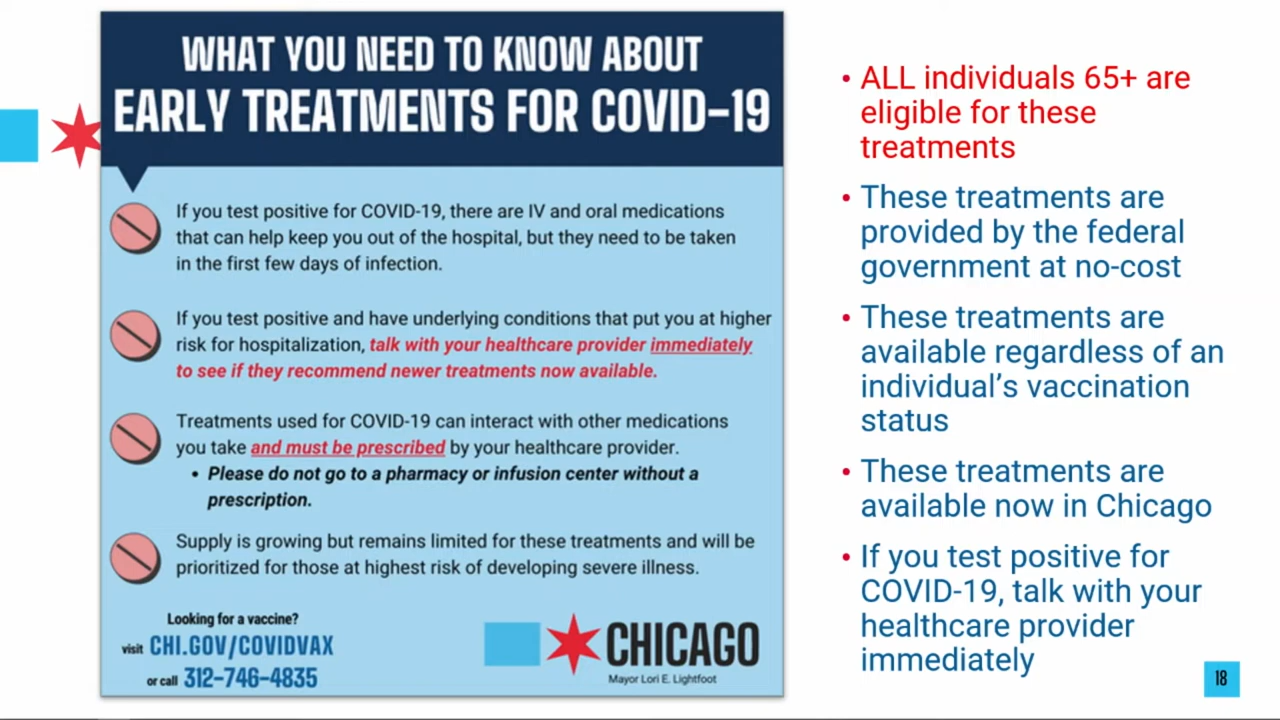 WHAT YOU NEED TO KNOW ABOUT
EARLY TREATMENTS FOR COVID–19
If you test positive for COVID-19, there are IV and oral medications
that can help keep you out of the hospital, but they need to be taken
in the first few days of infection.
If you test positive and have underlying conditions that put you at higher
risk for hospitalization, talk with your healthcare provider immediately
to see if they recommend newer treatments now available.
Treatments used for COVID-19 can interact with other medications
you take and must be prescribed by your healthcare provider.
• Please do not go to a pharmacy or infusion center without a
prescription.
Supply is growing but remains limited for these treatments and will be
prioritized for those at highest risk of developing severe illness.
Looking for a vaccine?
visit CHI.GOV/COVIDVAX
or call 312–746–4835
CHICAGO
Mayor Lori E. Lightfoot
• ALL individuals 65+ are
eligible for these
treatments
• These treatments are
provided by the federal
government at no-cost
• These treatments are
available regardless of an
individual’s vaccination
status
• These treatments are
available now in Chicago
• If you test positive for
COVID-19, talk with your
healthcare provider
immediately
18